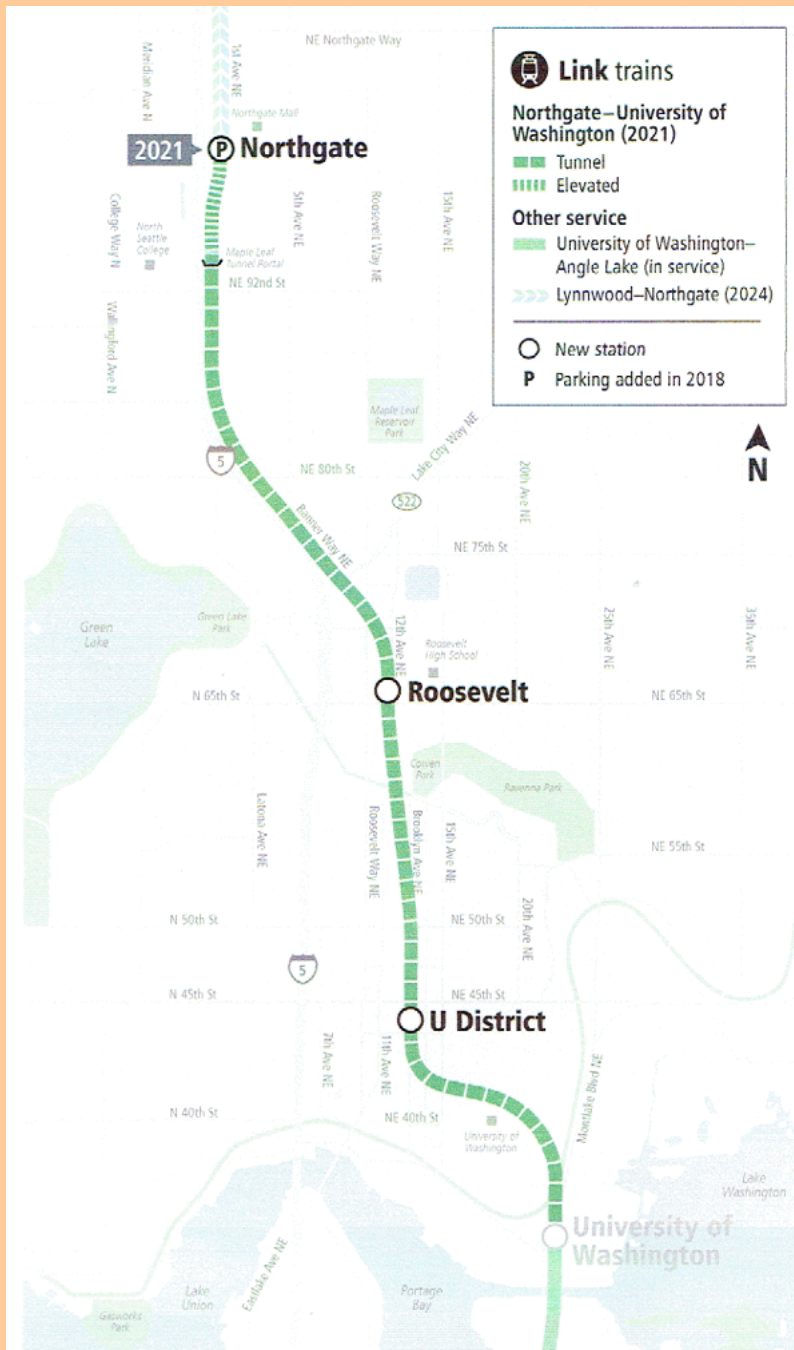 NE Northgate Way
Meridian Ave N
1st Ave NE
Northgate Mall
2021
P Northgate
College Way N
North
Seattle
College
5th Ave NE
Roosevelt Way NE
15th Ave NE
Maple Leaf
Tunnel Portal
NE 92nd St
Wallingford Ave N
Link trains
Northgate–University of
Washington (2021)
Tunnel
Elevated
Other service
University of Washington–
Angle Lake (in service)
Lynnwood–Northgate (2024)
New station
P Parking added in 2018
N
Maple Leaf
Reservoir
Park
Lake City Way NE
5
NE 80th St
522
20th Ave NE
Banner Way NE
NE 75th St
Green
Lake
Green Lake
Park
12th Ave NE
Roosevelt
High School
25th Ave NE
35th Ave NE
N 65th St
Roosevelt
NE 65th St
Cowen
Park
Ravenna Park
Latona Ave NE
Roosevelt Way NE
Brooklyn Ave NE
15th Ave NE
NE 55th St
20th Ave NE
N 50th St
NE 50th St
5
N 45th St
NE 45th St
U District
7th Ave NE
11th Ave NE
Montlake Blvd NE
N 40th St
NE 40th St
University of
Washington
Lake
Washington
University of
Washington
Eastlake Ave NE
Lake
Union
Portage
Bay
Gasworks
Park